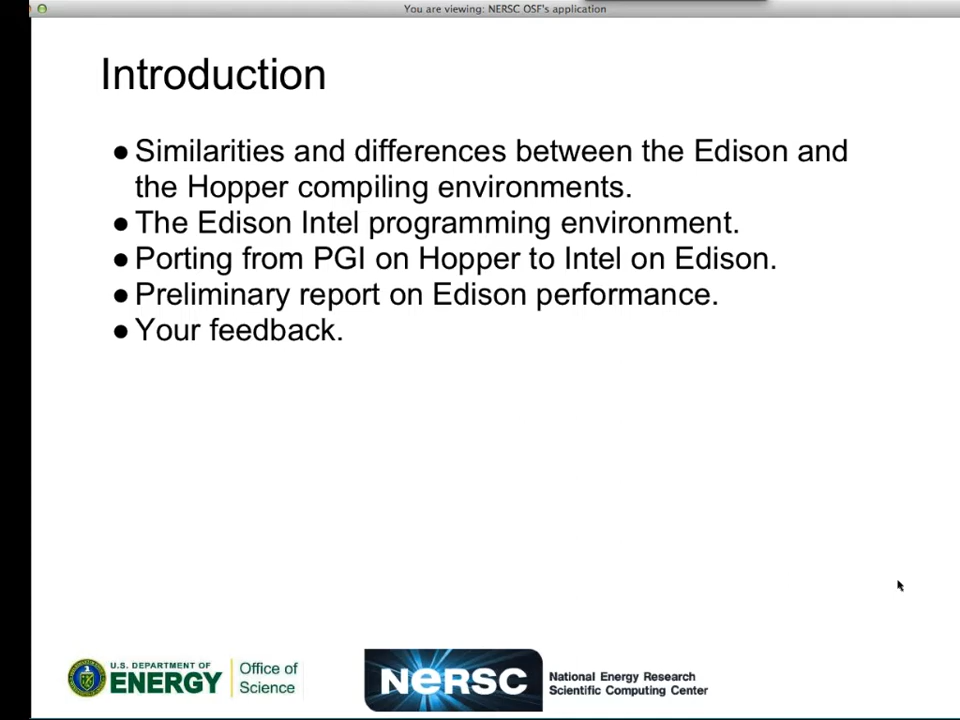 You are viewing: NERSC OSF's application
Introduction
● Similarities and differences between the Edison and
the Hopper compiling environments.
● The Edison Intel programming environment.
● Porting from PGI on Hopper to Intel on Edison.
● Preliminary report on Edison performance.
● Your feedback.
U.S. DEPARTMENT OF
ENERGY
Office of
Science
NERSC
National Energy Research
Scientific Computing Center